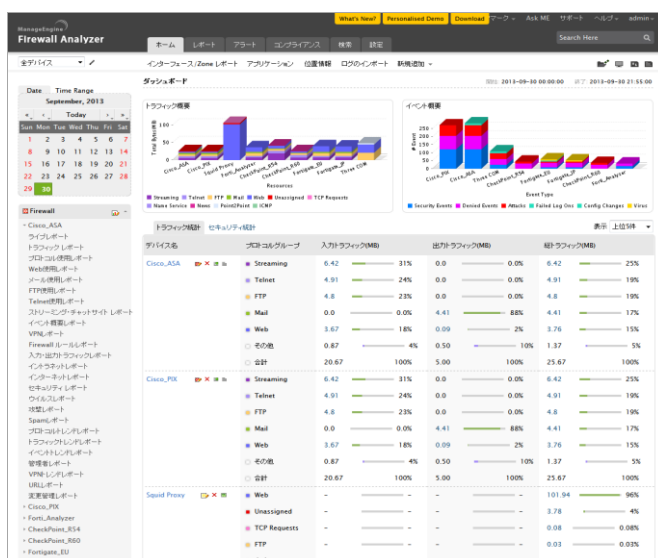 What's New?
Personalised Demo
Download
マーク
Ask ME
サポート
ヘルプ
admin
ManageEngine
Firewall Analyzer
Search Here
ホーム
レポート
アラート
コンプライアンス
検索
設定
全デバイス
インターフェース/Zone レポート
アプリケーション
位置情報
ログのインポート
新規追加
ダッシュボード
開始 2013-09-30 00:00:00
終了 2013-09-30 21:55:00
Date
Time Range
September, 2013
Today
Sun Mon Tue Wed Thu Fri Sat
1 2 3 4 5 6 7
8 9 10 11 12 13 14
15 16 17 18 19 20 21
22 23 24 25 26 27 28
29 30
Firewall
Cisco_ASA
ライブレポート
トラフィック レポート
プロトコル使用レポート
Web使用レポート
メール使用レポート
FTP使用レポート
Telnet使用レポート
ストリーミング・チャットサイト レポート
イベント概要レポート
VPNレポート
Firewall ルールレポート
入力・出力トラフィックレポート
イントラネットレポート
インターネットレポート
セキュリティ レポート
ウイルスレポート
攻撃レポート
Spamレポート
プロトコルトレンドレポート
トラフィックトレンドレポート
イベントトレンドレポート
管理者レポート
VPNトレンドレポート
URLレポート
変更管理レポート
Cisco_PIX
Forti_Analyzer
CheckPoint_R54
CheckPoint_R60
Fortigate_EU
トラフィック概要
100
50
0
Cisco_ASA
Cisco_PIX
Squid Proxy
Forti_Analyzer
CheckPoint_R54
CheckPoint_R60
Fortigate_EU
Fortigate_JP
Three COM
Resources
Streaming Telnet FTP Mail Web Unassigned TCP Requests
Name Service News Point2Point ICMP
イベント概要
# Event
250
200
150
100
50
0
Cisco_PIX
Cisco_ASA
Three COM
CheckPoint_R54
Fortigate_EU
Fortigate_JP
CheckPoint_R60
Forti_Analyzer
Event Type
Security Events Denied Events Attacks Failed Log Ons Config Changes Virus
トラフィック統計
セキュリティ統計
表示 上位5件
デバイス名 プロトコルグループ 入力トラフィック(MB) 出力トラフィック(MB) 総トラフィック(MB)
Cisco_ASA Streaming 6.42 31% 0.0 0.0% 6.42 25%
Telnet 4.91 24% 0.0 0.0% 4.91 19%
FTP 4.8 23% 0.0 0.0% 4.8 19%
Mail 0.0 0.0% 4.41 88% 4.41 17%
Web 3.67 18% 0.09 2% 3.76 15%
その他 0.87 4% 0.50 10% 1.37 5%
合計 20.67 100% 5.00 100% 25.67 100%
Cisco_PIX Streaming 6.42 31% 0.0 0.0% 6.42 25%
Telnet 4.91 24% 0.0 0.0% 4.91 19%
FTP 4.8 23% 0.0 0.0% 4.8 19%
Mail 0.0 0.0% 4.41 88% 4.41 17%
Web 3.67 18% 0.09 2% 3.76 15%
その他 0.87 4% 0.50 10% 1.37 5%
合計 20.67 100% 5.00 100% 25.67 100%
Squid Proxy Web - - - - 101.94 96%
Unassigned - - - - 3.78 4%
TCP Requests - - - - 0.08 0.08%
FTP - - - - 0.03 0.03%